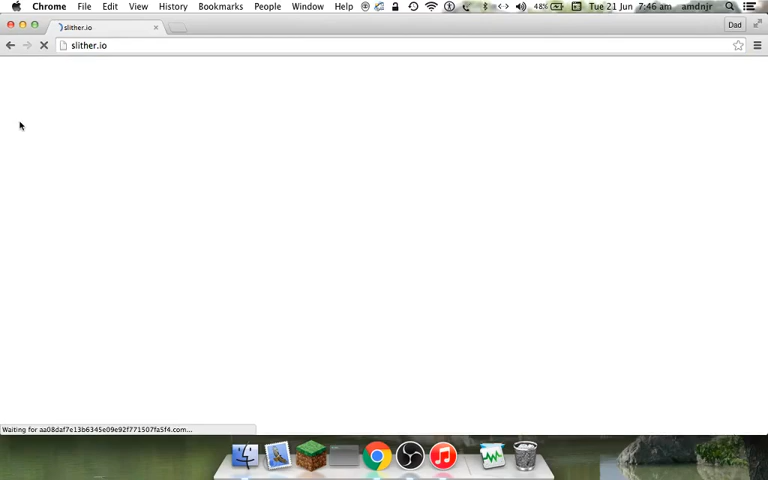 Chrome File Edit View History Bookmarks People Window Help 48% Tue 21 Jun 7:46 am amdnjr
slither.io Dad
slither.io
Waiting for aa08daf7e13b6345e09e92f771507fa5f4.com...